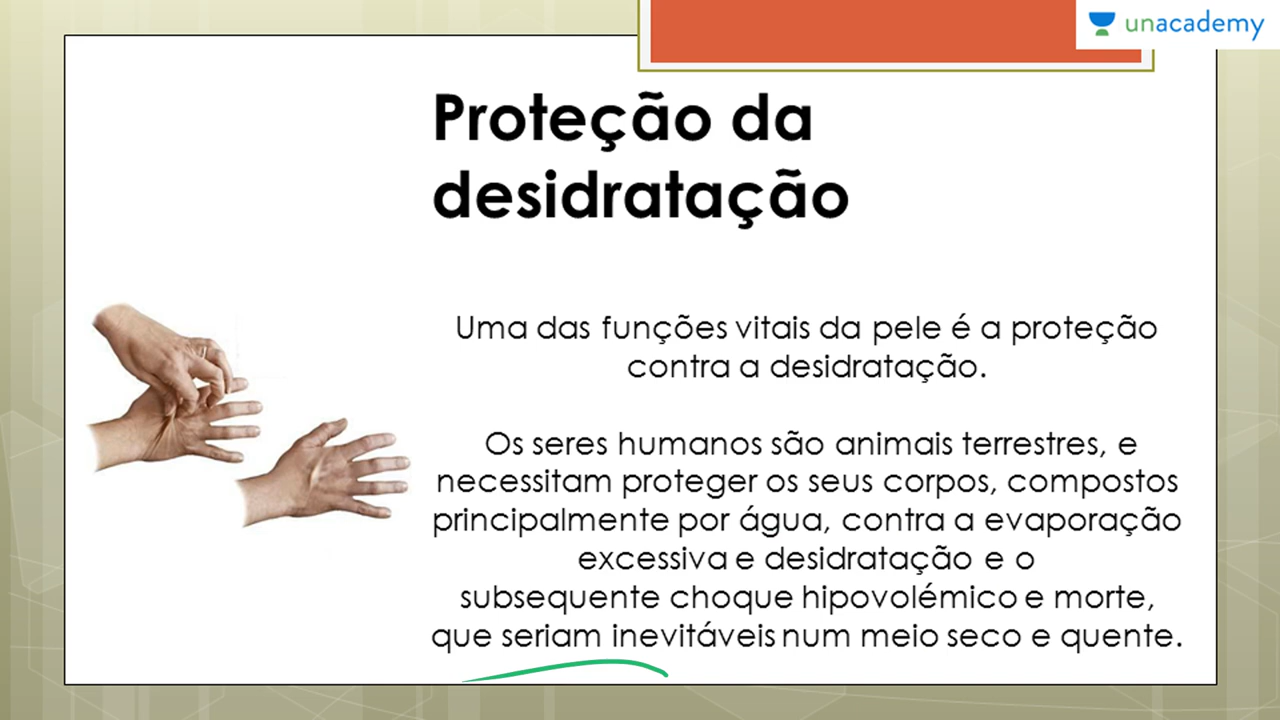 unacademy
Proteção da
desidratação
Uma das funções vitais da pele é a proteção
contra a desidratação.
Os seres humanos são animais terrestres, e
necessitam proteger os seus corpos, compostos
principalmente por água, contra a evaporação
excessiva e desidratação e o
subsequente choque hipovolémico e morte,
que seriam inevitáveis num meio seco e quente.